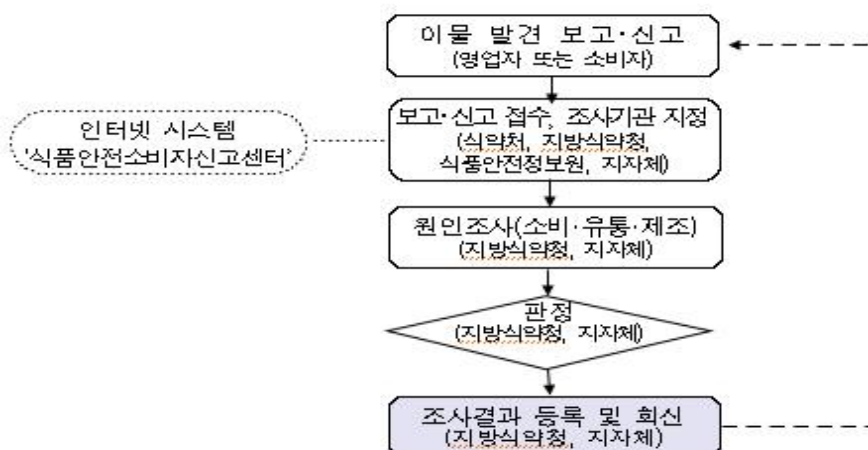 이물 발견 보고·신고
(영업자 또는 소비자)
인터넷 시스템
'식품안전소비자신고센터'
보고·신고 접수, 조사기관 지정
(식약처, 지방식약청,
식품안전정보원, 지자체)
원인조사(소비·유통·제조)
(지방식약청, 지자체)
판정
(지방식약청, 지자체)
조사결과 등록 및 회신
(지방식약청, 지자체)